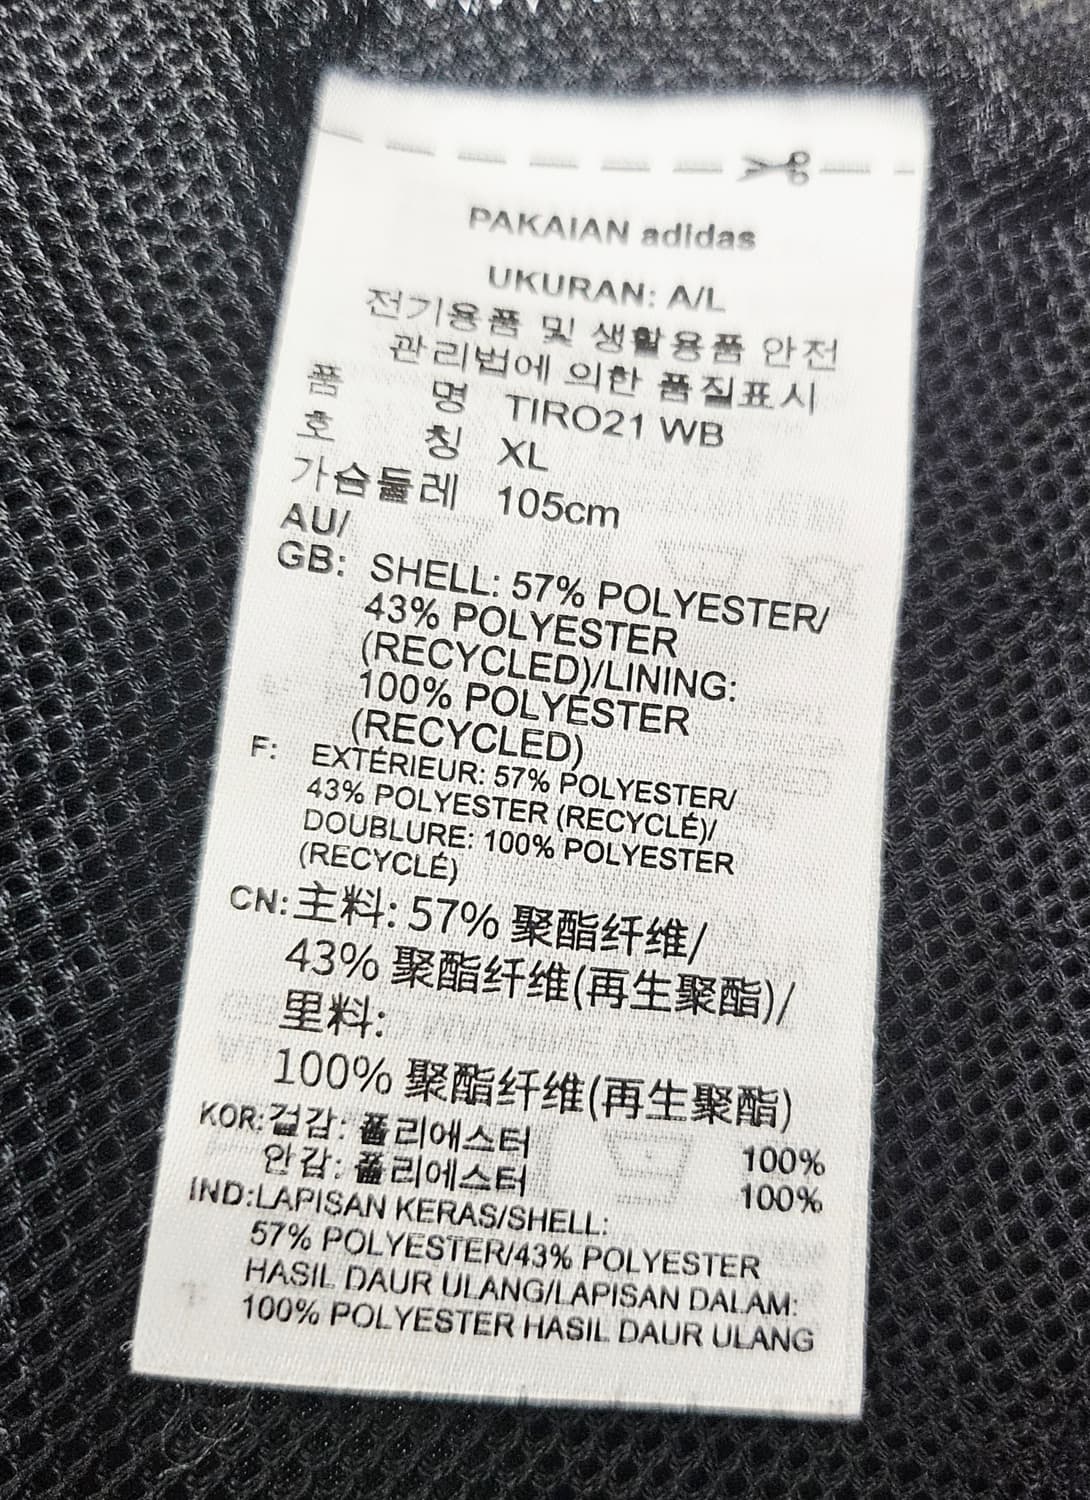 PAKAIAN adidas
UKURAN: A/L
전기용품 및 생활용품 안전
관리법에 의한 품질표시
품 명 TIRO21 WB
호 칭 XL
가슴둘레 105cm
AU/
GB: SHELL: 57% POLYESTER/
43% POLYESTER
(RECYCLED)/LINING:
100% POLYESTER
(RECYCLED)
F: EXTÉRIEUR: 57% POLYESTER/
43% POLYESTER (RECYCLÉ)/
DOUBLURE: 100% POLYESTER
(RECYCLÉ)
CN: 主料: 57% 聚酯纤维/
43% 聚酯纤维(再生聚酯)/
里料:
100% 聚酯纤维(再生聚酯)
KOR: 겉감: 폴리에스터 100%
안감: 폴리에스터 100%
IND: LAPISAN KERAS/SHELL:
57% POLYESTER/43% POLYESTER
HASIL DAUR ULANG/LAPISAN DALAM:
100% POLYESTER HASIL DAUR ULANG